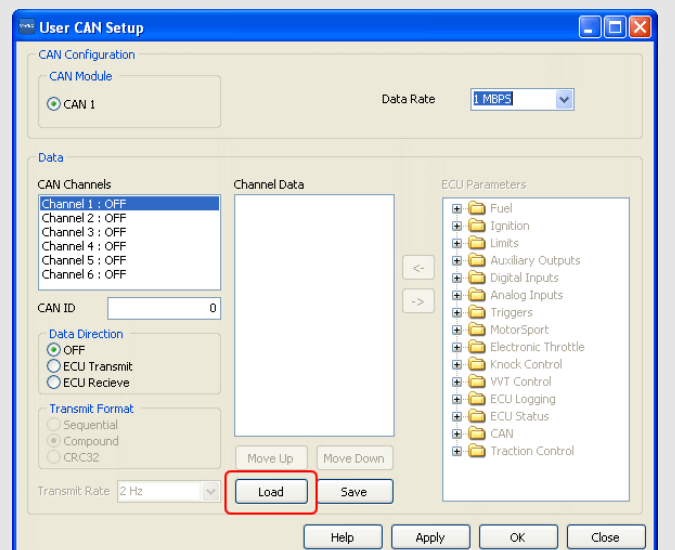 User CAN Setup
CAN Configuration
CAN Module
CAN 1
Data Rate
1 MBPS
Data
CAN Channels
Channel 1 : OFF
Channel 2 : OFF
Channel 3 : OFF
Channel 4 : OFF
Channel 5 : OFF
Channel 6 : OFF
CAN ID
0
Data Direction
OFF
ECU Transmit
ECU Recieve
Transmit Format
Sequential
Compound
CRC32
Transmit Rate
2 Hz
Channel Data
Move Up
Move Down
Load
Save
<-
->
ECU Parameters
Fuel
Ignition
Limits
Auxiliary Outputs
Digital Inputs
Analog Inputs
Triggers
MotorSport
Electronic Throttle
Knock Control
VVT Control
ECU Logging
ECU Status
CAN
Traction Control
Help
Apply
OK
Close